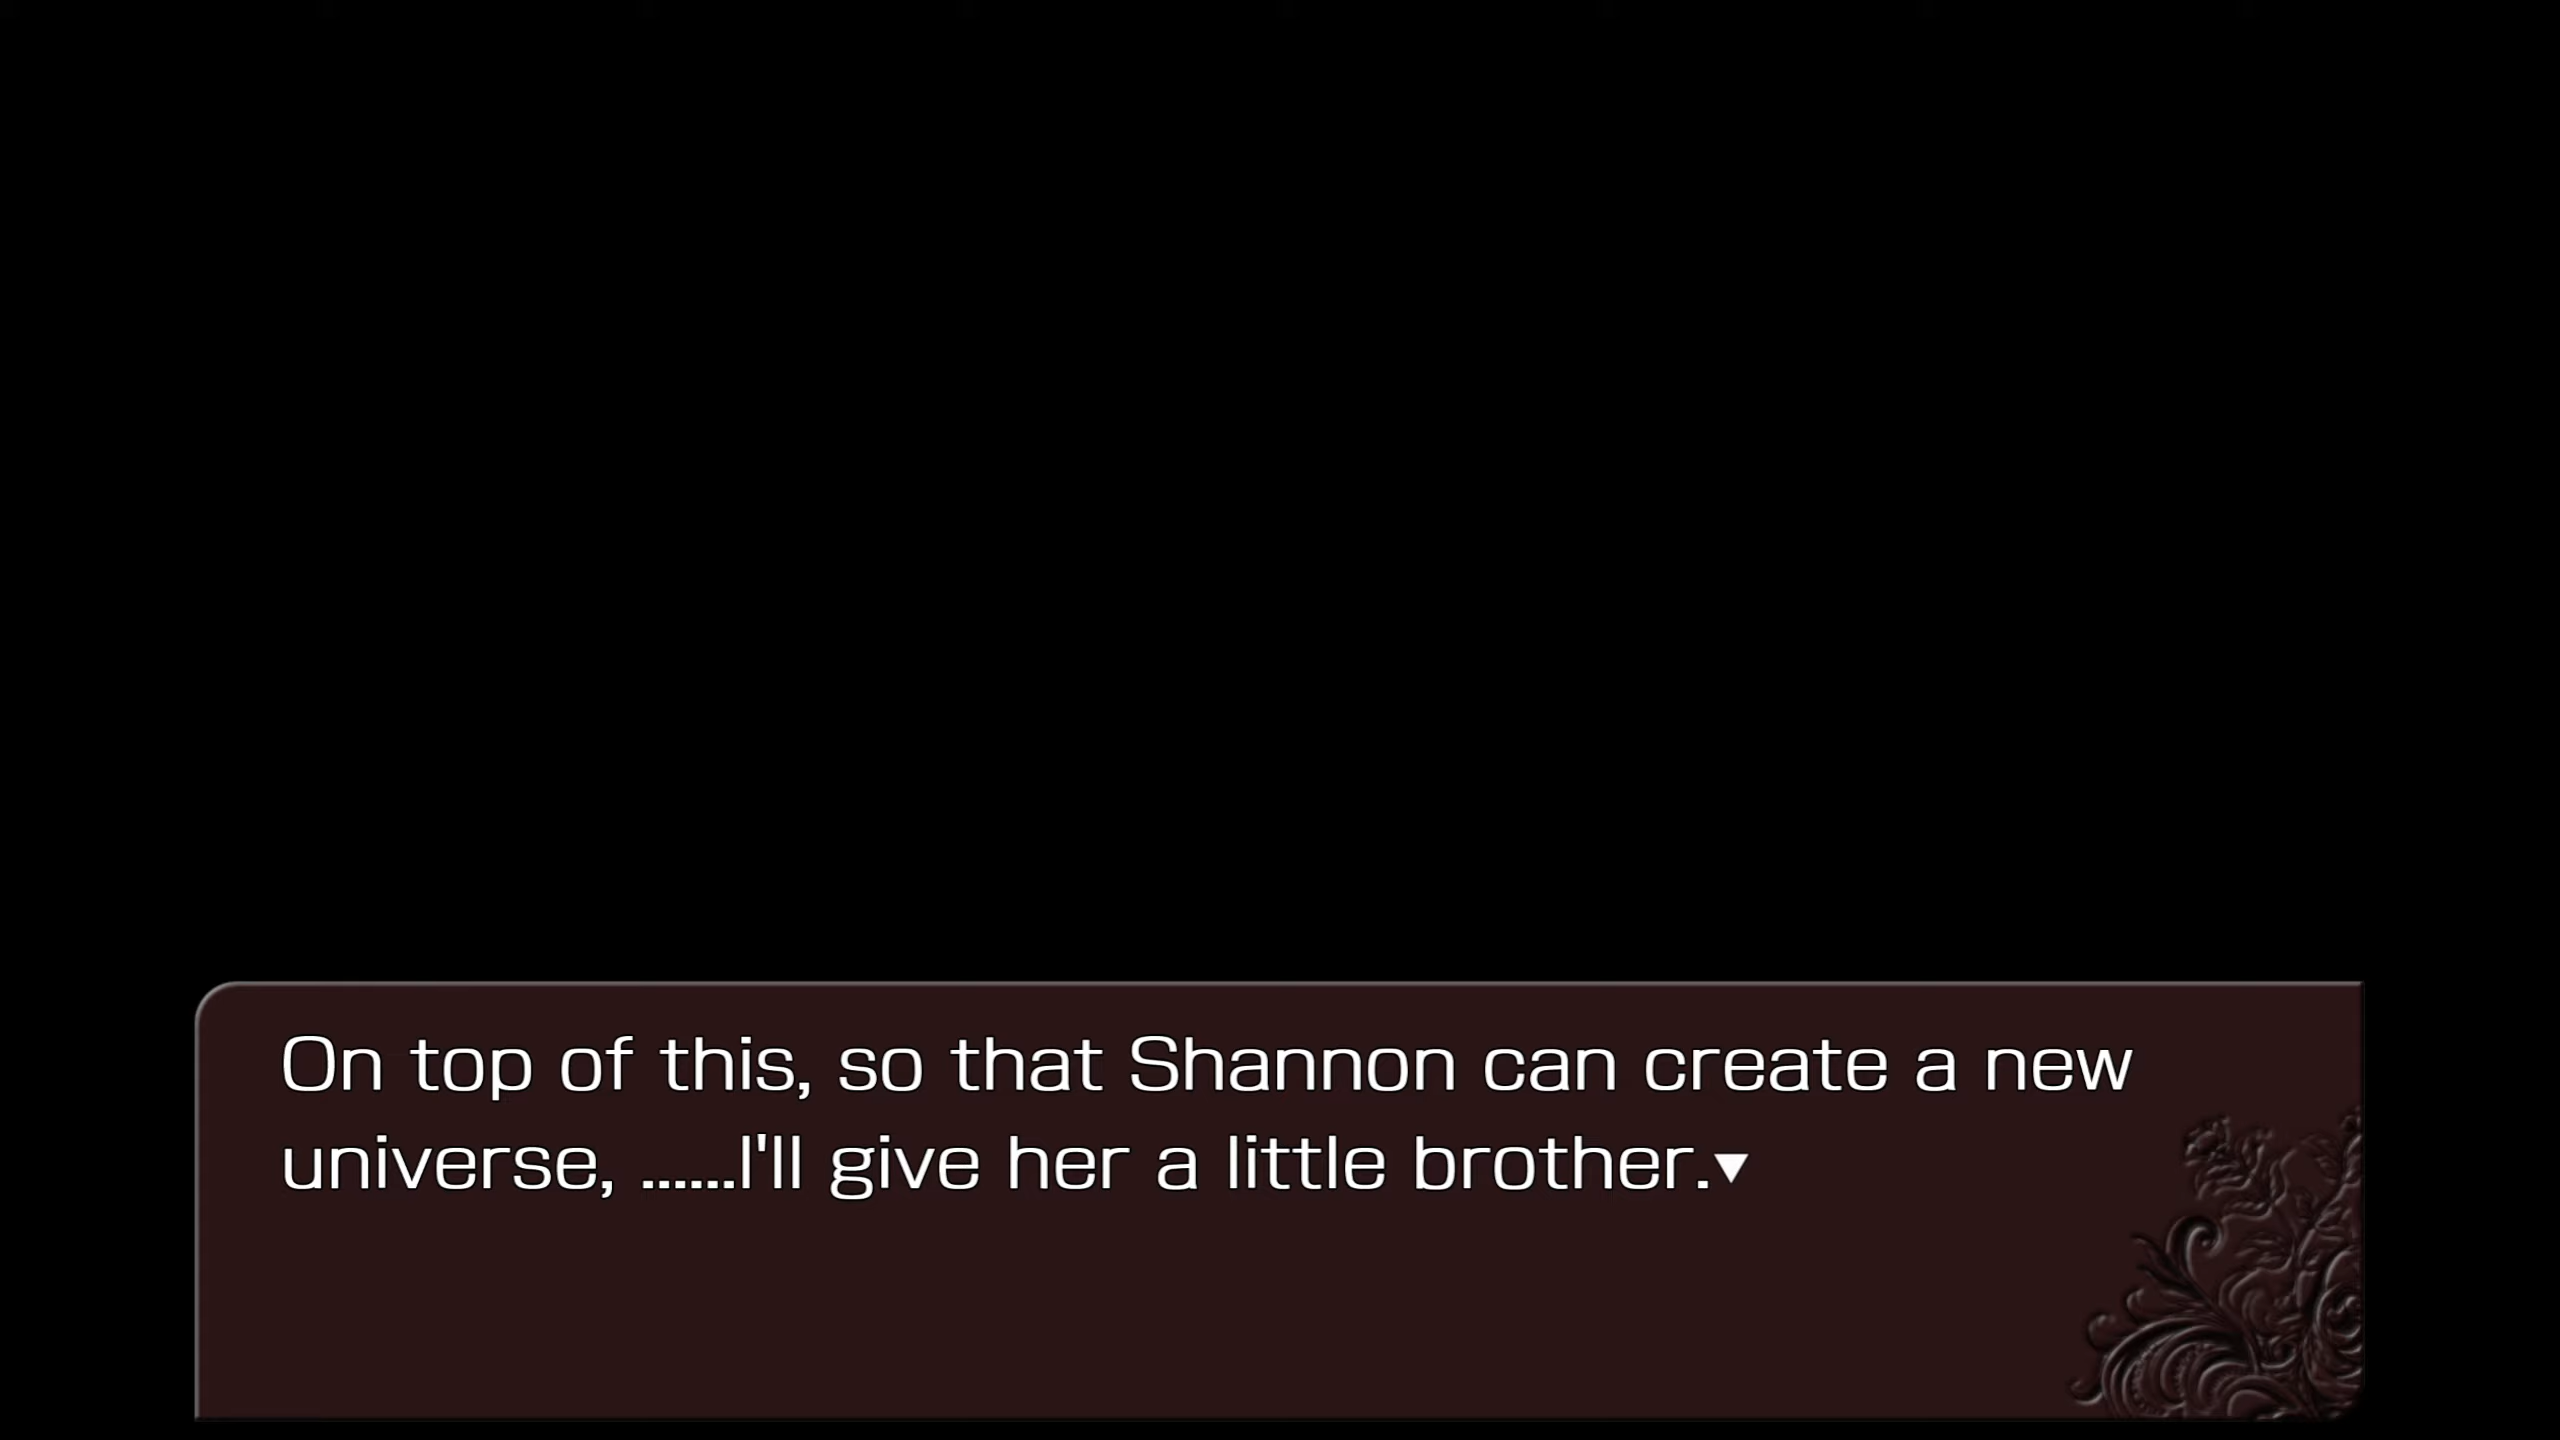 On top of this, so that Shannon can create a new
universe, ......I'll give her a little brother.▼